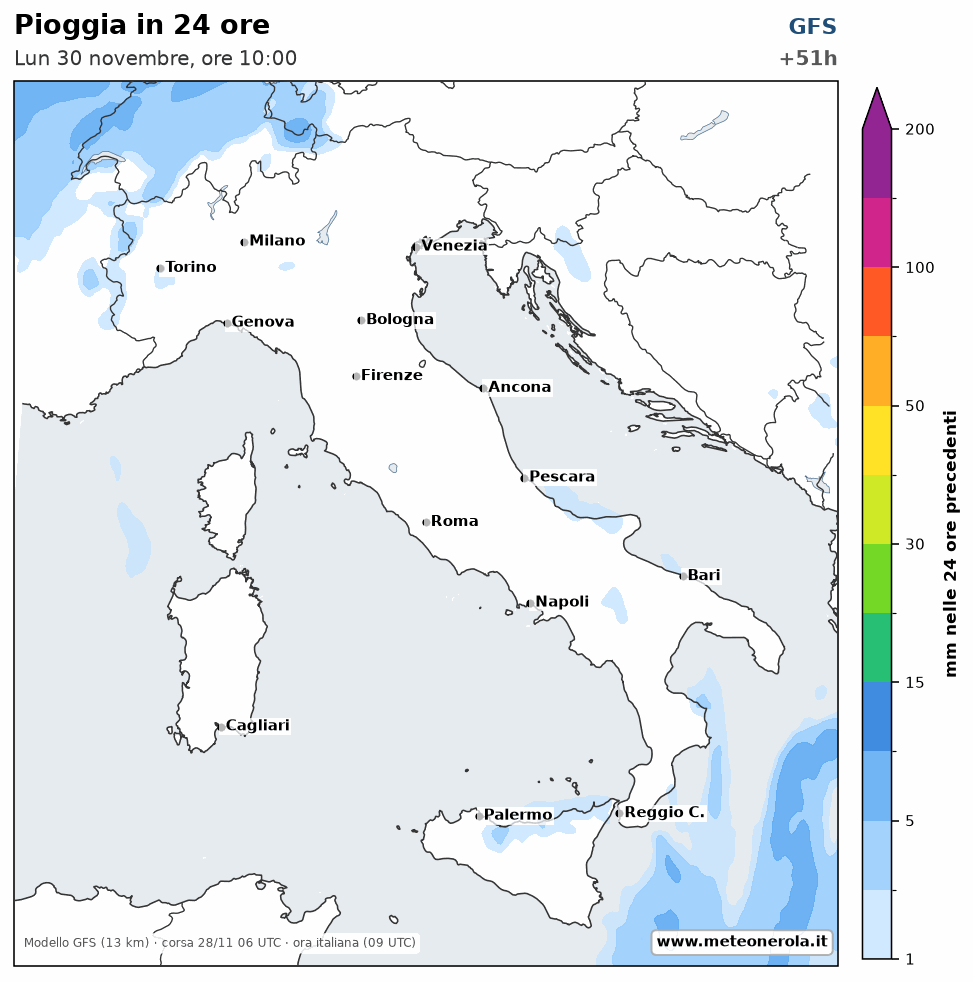 Pioggia in 24 ore
GFS
Lun 30 novembre, ore 10:00
+51h
200
Milano
Venezia
Torino
100
Genova
Bologna
Firenze
Ancona
50
Pescara
Roma
30
Bari
Napoli
mm nelle 24 ore precedenti
15
Cagliari
Palermo
Reggio C.
5
Modello GFS (13 km) · corsa 28/11 06 UTC · ora italiana (09 UTC)
www.meteonerola.it
1